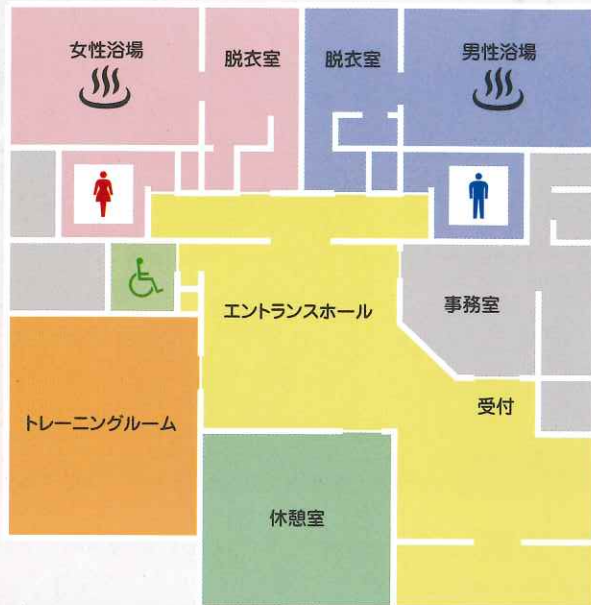 女性浴場
脱衣室
脱衣室
男性浴場
エントランスホール
事務室
受付
トレーニングルーム
休憩室